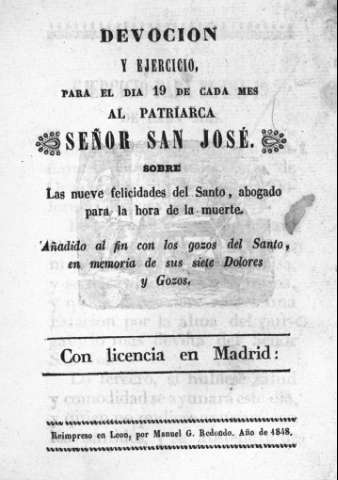 DEVOCION
Y EJERCICIO,
PARA EL DIA 19 DE CADA MES
AL PATRIARCA
SEÑOR SAN JOSÉ.
SOBRE
Las nueve felicidades del Santo, abogado
para la hora de la muerte.
Añadido al fin con los gozos del Santo,
en memoria de sus siete Dolores
y Gozos.
Con licencia en Madrid:
Reimpreso en Leon, por Manuel G. Redondo. Año de 1848.